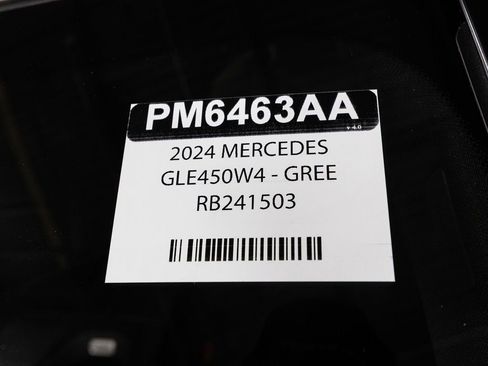 PM6463AA
v 4.0
2024 MERCEDES
GLE450W4 - GREE
RB241503